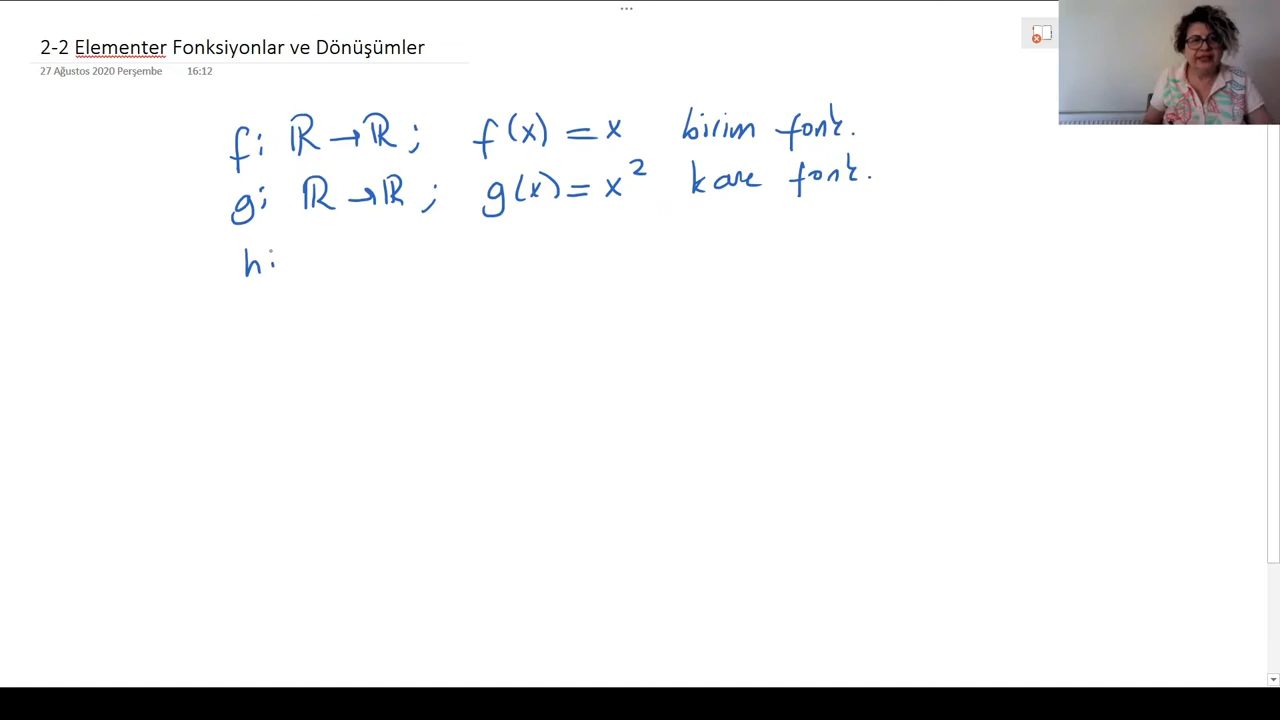 2-2 Elementer Fonksiyonlar ve Dönüşümler
27 Ağustos 2020 Perşembe 16:12
f: ℝ → ℝ ; f(x) = x birim fonk.
g: ℝ → ℝ ; g(x) = x² kare fonk.
h: